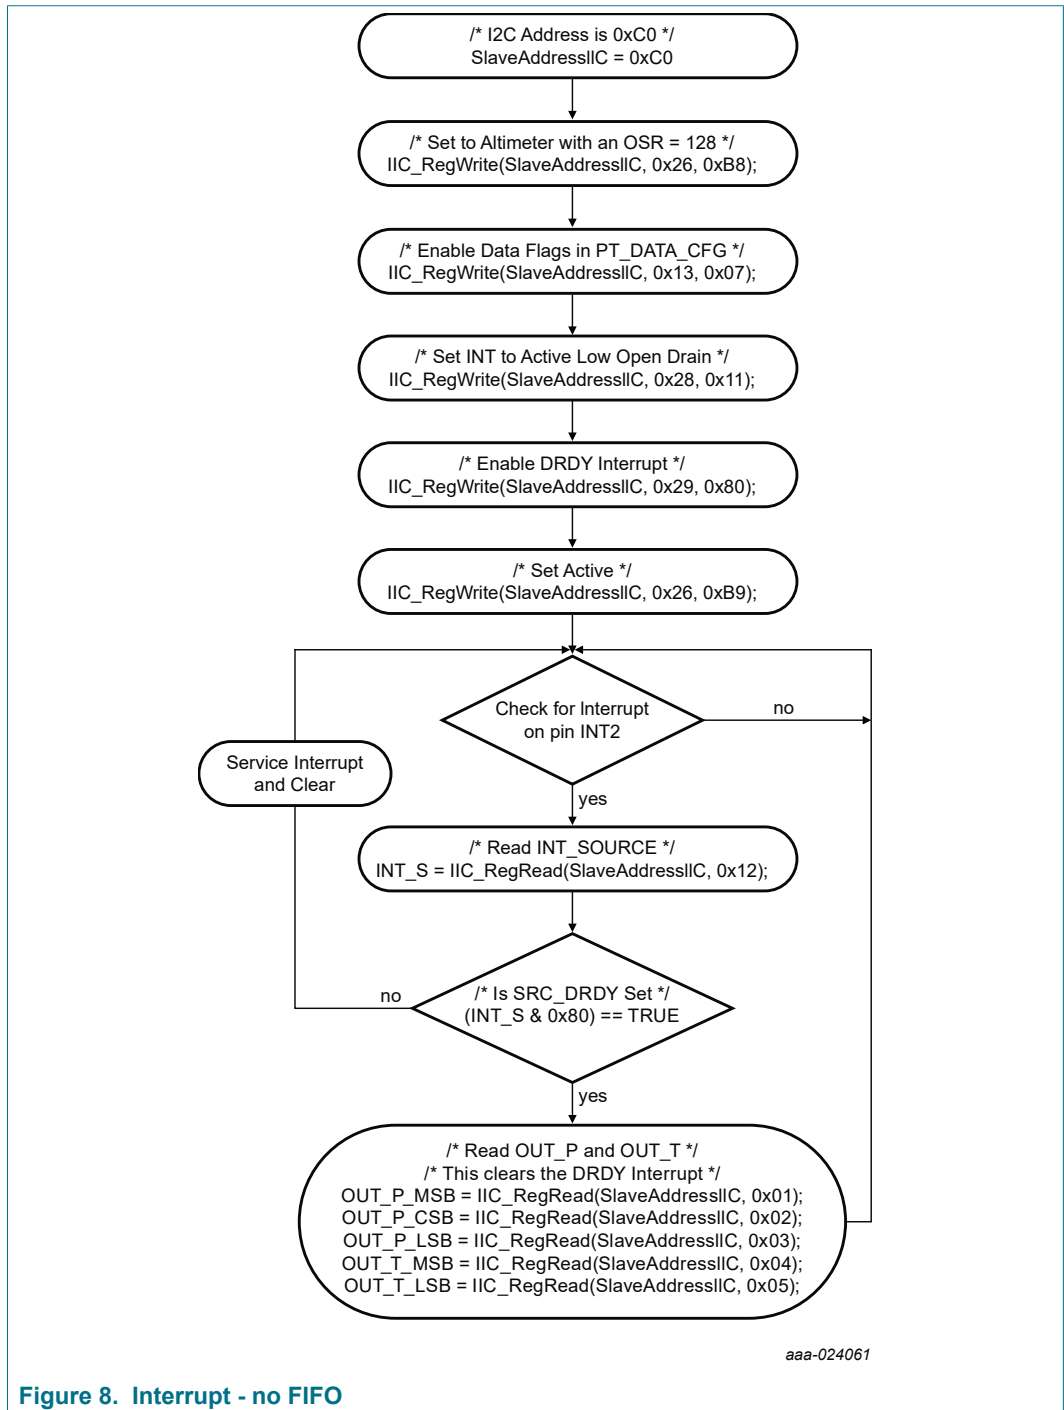 /* I2C Address is 0xC0 */
SlaveAddressIIC = 0xC0
/* Set to Altimeter with an OSR = 128 */
IIC_RegWrite(SlaveAddressIIC, 0x26, 0xB8);
/* Enable Data Flags in PT_DATA_CFG */
IIC_RegWrite(SlaveAddressIIC, 0x13, 0x07);
/* Set INT to Active Low Open Drain */
IIC_RegWrite(SlaveAddressIIC, 0x28, 0x11);
/* Enable DRDY Interrupt */
IIC_RegWrite(SlaveAddressIIC, 0x29, 0x80);
/* Set Active */
IIC_RegWrite(SlaveAddressIIC, 0x26, 0xB9);
Check for Interrupt
on pin INT2
no
Service Interrupt
and Clear
yes
/* Read INT_SOURCE */
INT_S = IIC_RegRead(SlaveAddressIIC, 0x12);
/* Is SRC_DRDY Set */
(INT_S & 0x80) == TRUE
no
yes
/* Read OUT_P and OUT_T */
/* This clears the DRDY Interrupt */
OUT_P_MSB = IIC_RegRead(SlaveAddressIIC, 0x01);
OUT_P_CSB = IIC_RegRead(SlaveAddressIIC, 0x02);
OUT_P_LSB = IIC_RegRead(SlaveAddressIIC, 0x03);
OUT_T_MSB = IIC_RegRead(SlaveAddressIIC, 0x04);
OUT_T_LSB = IIC_RegRead(SlaveAddressIIC, 0x05);
aaa-024061
Figure 8. Interrupt - no FIFO